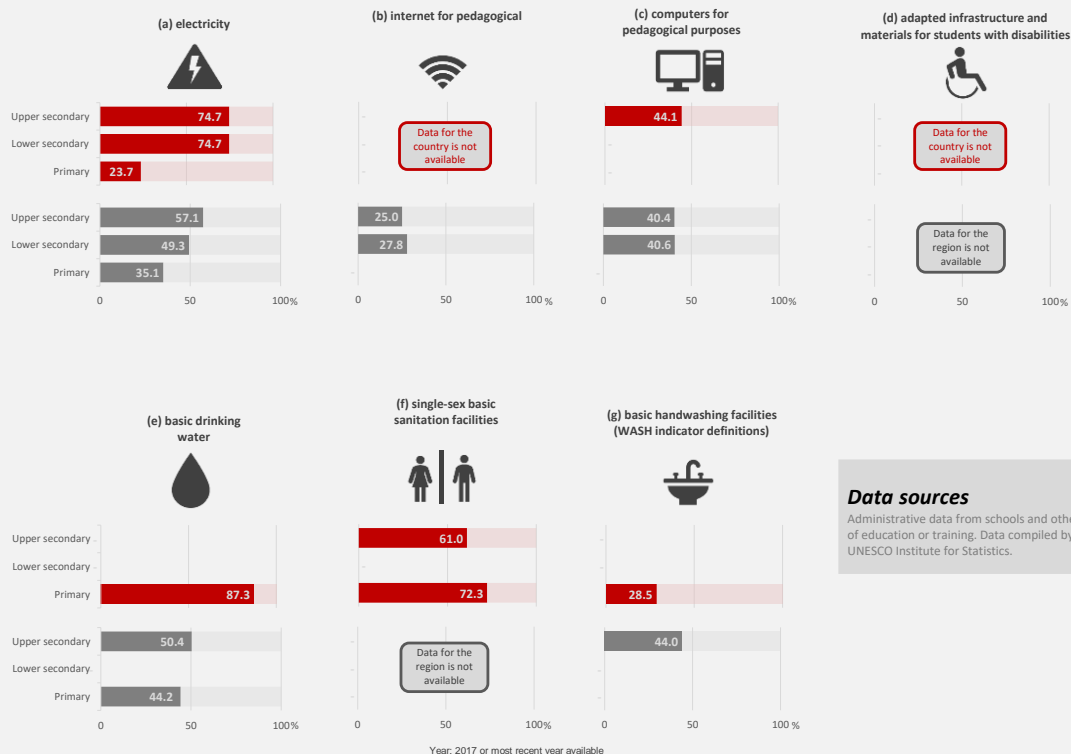 (a) electricity
(b) internet for pedagogical
(c) computers for
pedagogical purposes
(d) adapted infrastructure and
materials for students with disabilities
Upper secondary
74.7
Lower secondary
74.7
Primary
23.7
Data for the
country is not
available
44.1
Data for the
country is not
available
Upper secondary
57.1
Lower secondary
49.3
Primary
35.1
25.0
27.8
40.4
40.6
Data for the
region is not
available
0 50 100%
0 50 100 %
0 50 100 %
0 50 100 %
(e) basic drinking
water
(f) single-sex basic
sanitation facilities
(g) basic handwashing facilities
(WASH indicator definitions)
Upper secondary
Lower secondary
Primary
87.3
61.0
72.3
28.5
Upper secondary
50.4
Lower secondary
Primary
44.2
Data for the
region is not
available
44.0
0 50 100%
0 50 100 %
0 50 100 %
Data sources
Administrative data from schools and othe
of education or training. Data compiled by
UNESCO Institute for Statistics.
Year: 2017 or most recent year available